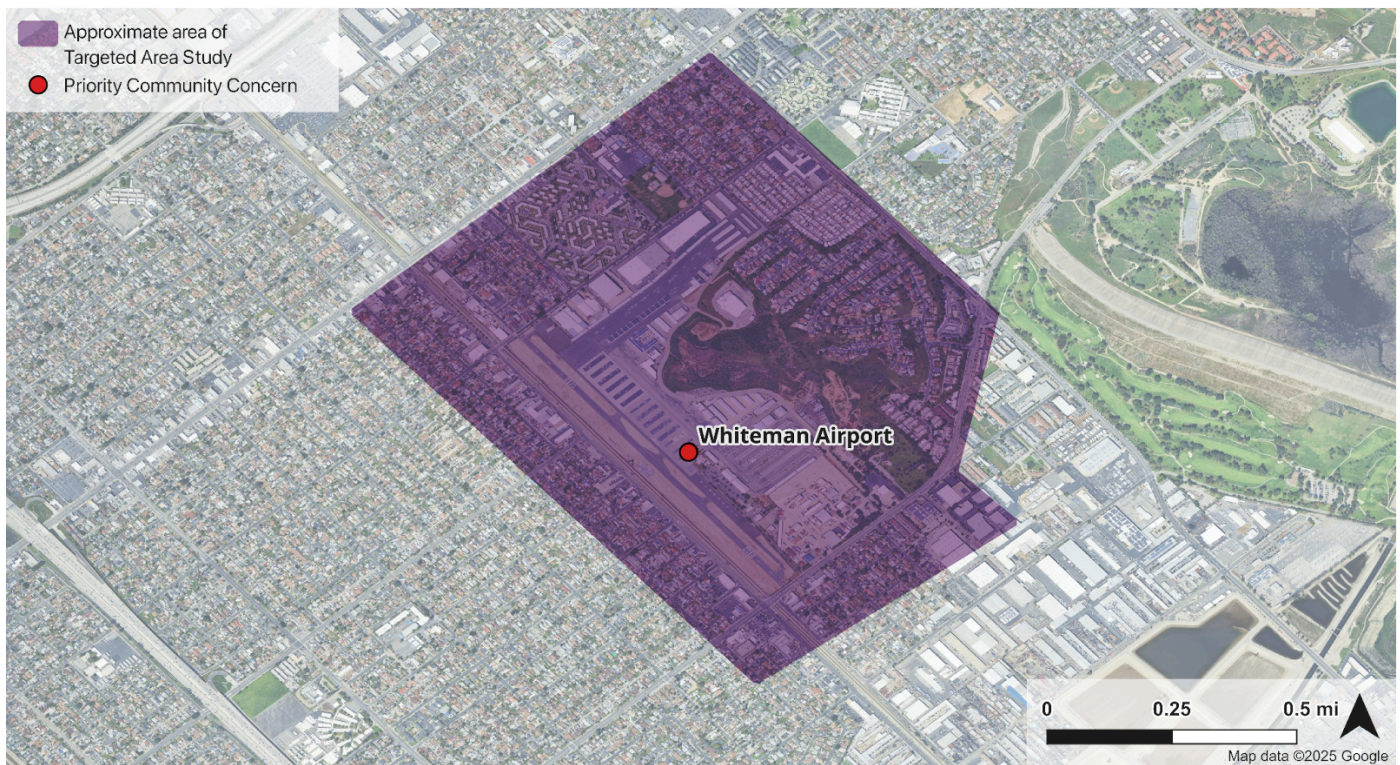 Approximate area of
Targeted Area Study
Priority Community Concern
Whiteman Airport
0 0.25 0.5 mi
Map data ©2025 Google